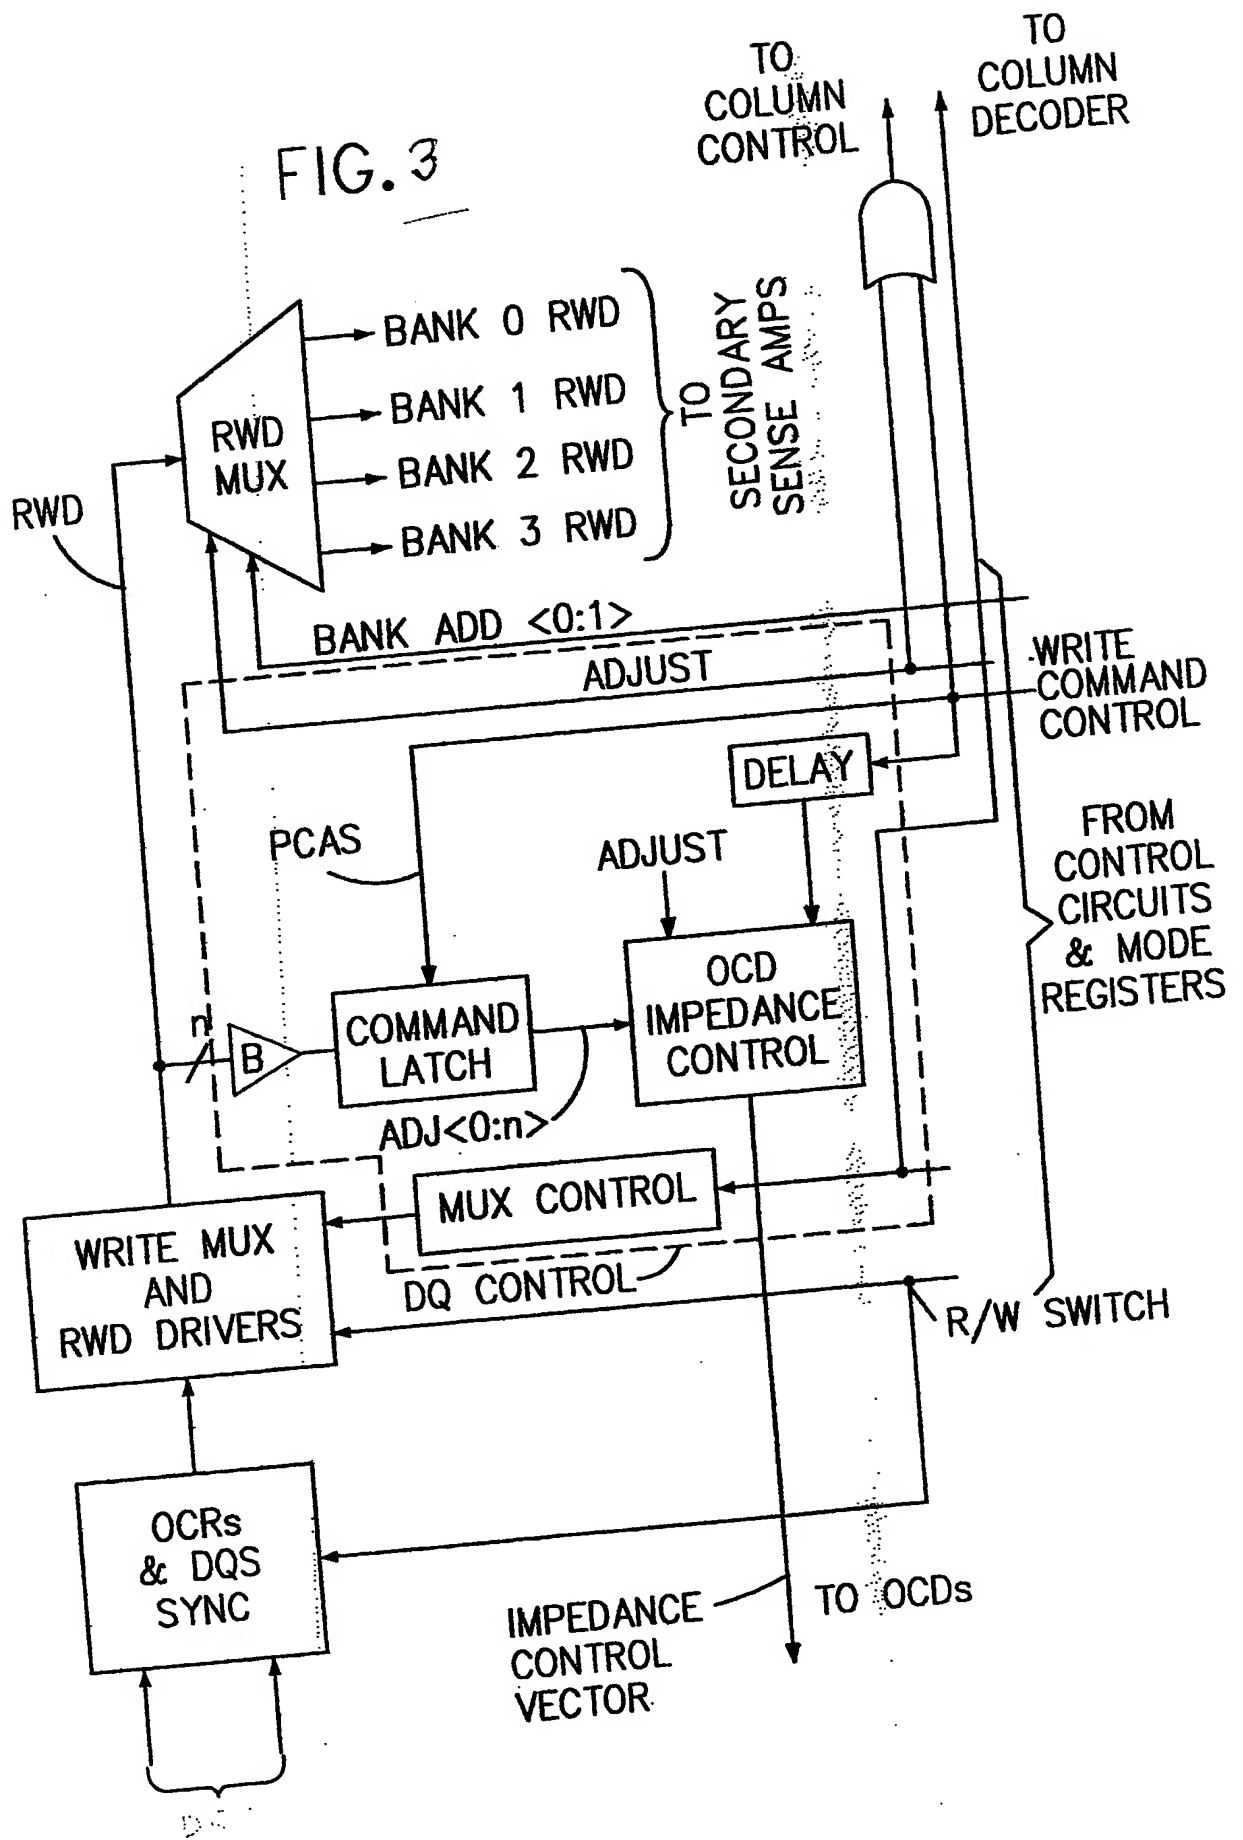 TO
COLUMN
CONTROL
TO
COLUMN
DECODER
FIG. 3
BANK 0 RWD
BANK 1 RWD
BANK 2 RWD
BANK 3 RWD
TO
SECONDARY
SENSE AMPS
RWD
MUX
RWD
BANK ADD <0:1>
ADJUST
WRITE
COMMAND
CONTROL
DELAY
PCAS
ADJUST
FROM
CONTROL
CIRCUITS
& MODE
REGISTERS
n
B
COMMAND
LATCH
OCD
IMPEDANCE
CONTROL
ADJ<0:n>
MUX CONTROL
WRITE MUX
AND
RWD DRIVERS
DQ CONTROL
R/W SWITCH
OCRs
& DQS
SYNC
IMPEDANCE
CONTROL
VECTOR
TO OCDs